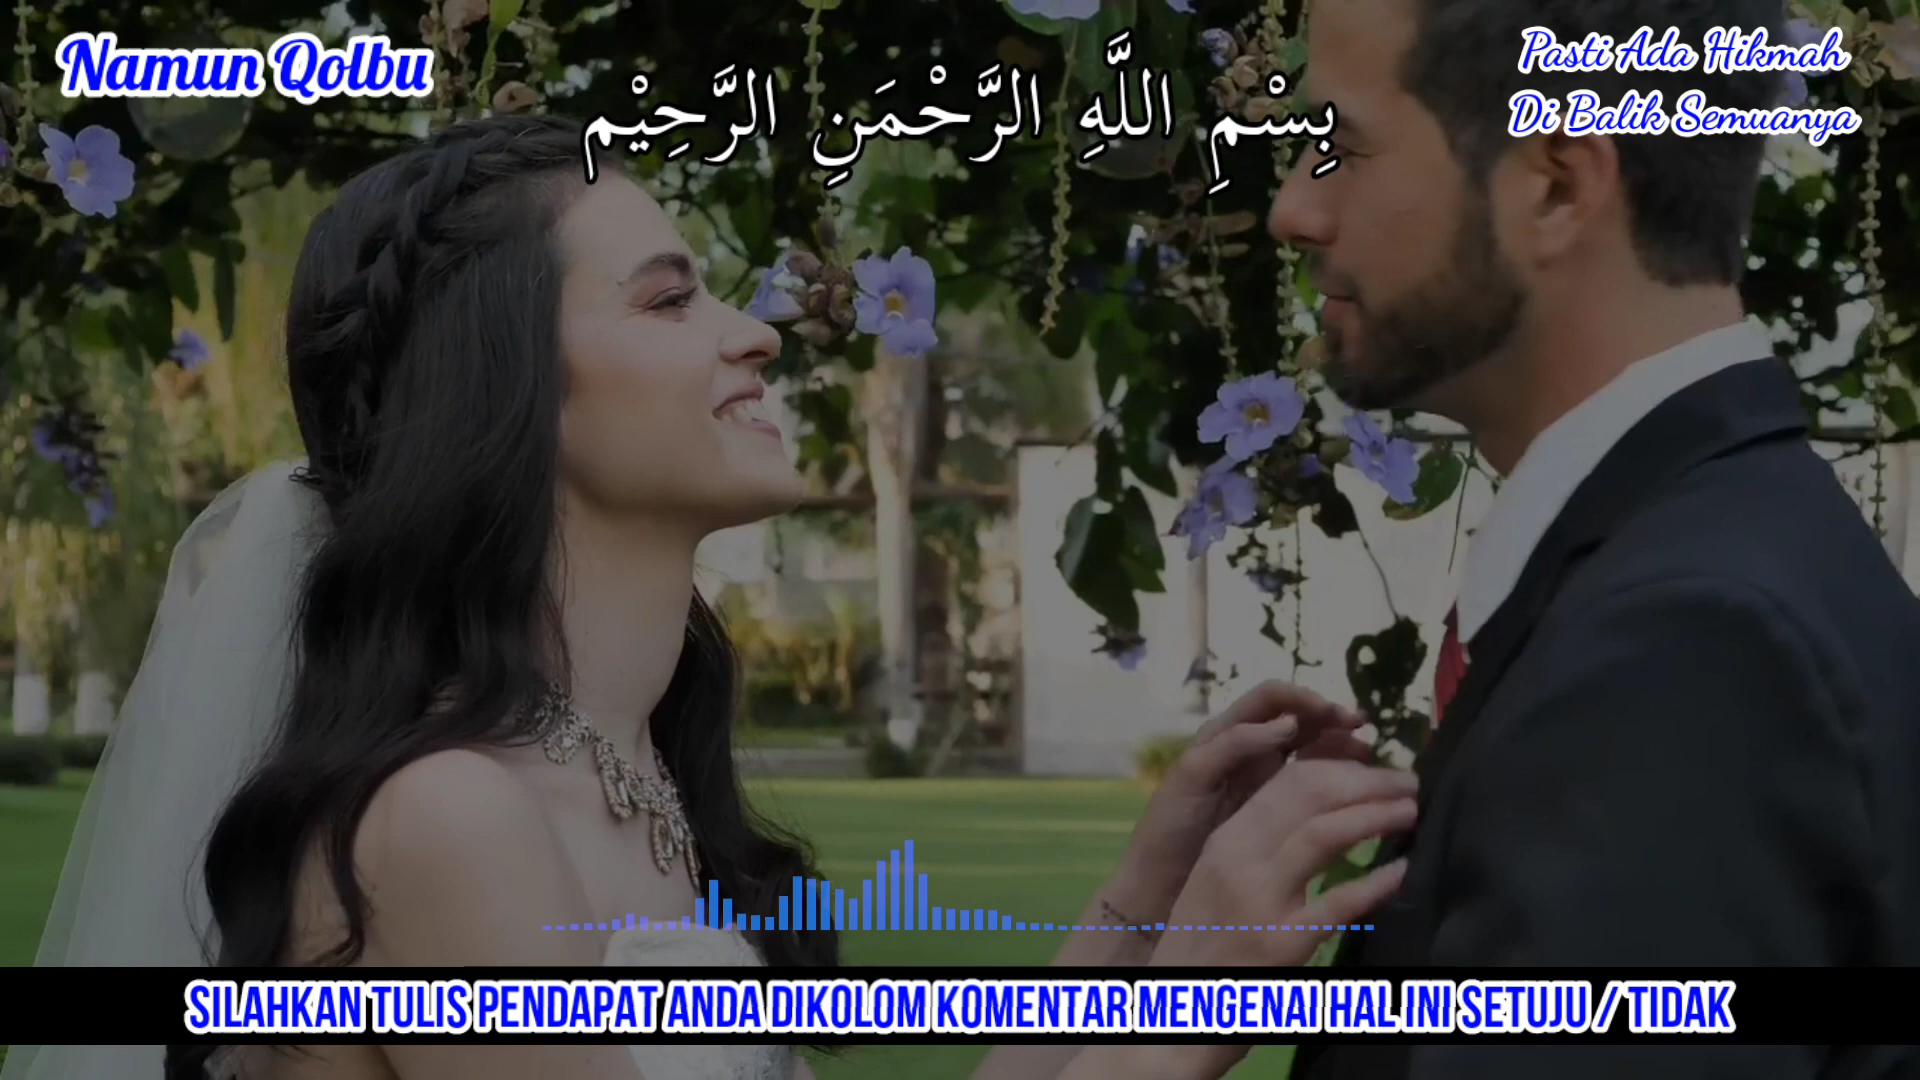 Namun Qolbu
بِسْمِ اللَّهِ الرَّحْمَنِ الرَّحِيْمِ
Pasti Ada Hikmah
Di Balik Semuanya
SILAHKAN TULIS PENDAPAT ANDA DIKOLOM KOMENTAR MENGENAI HAL INI SETUJU / TIDAK